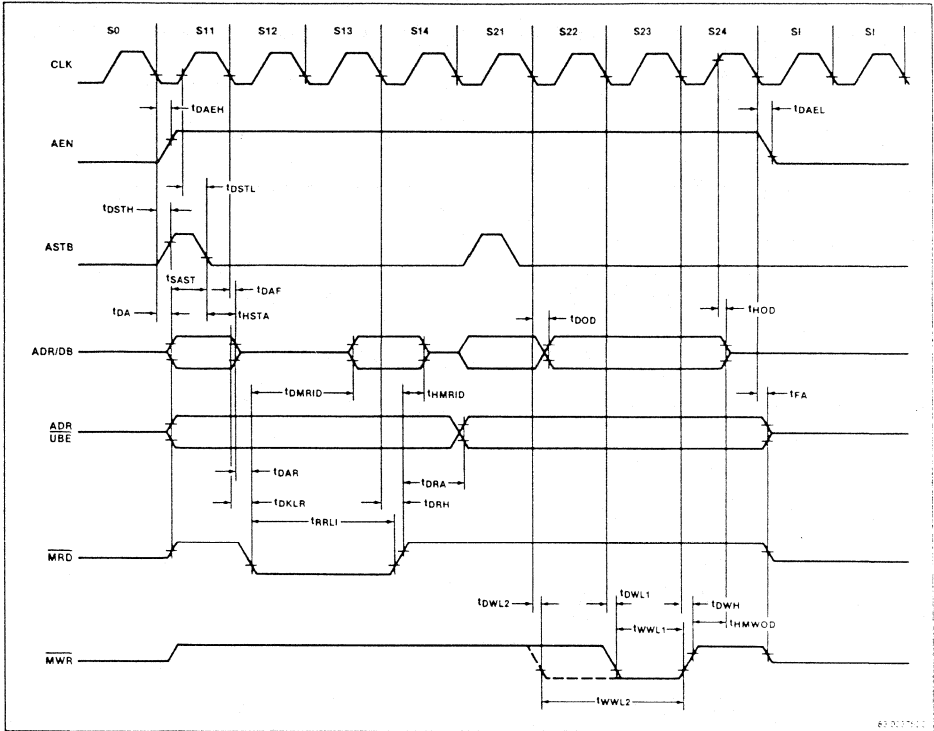 S0 S11 S12 S13 S14 S21 S22 S23 S24 SI SI
CLK
tDAEH tDAEL
AEN
tDSTL
tDSTH
ASTB
tSAST tDAF tHOD
tDA tHSTA tDOD
ADR/DB
tDMRID tHMRID tFA
ADR
UBE
tDAR tDRA
tDKLR tDRH
tRRLI
MRD
tDWL2 tDWL1 tDWH
tWWL1 tHMWOD
MWR
tWWL2